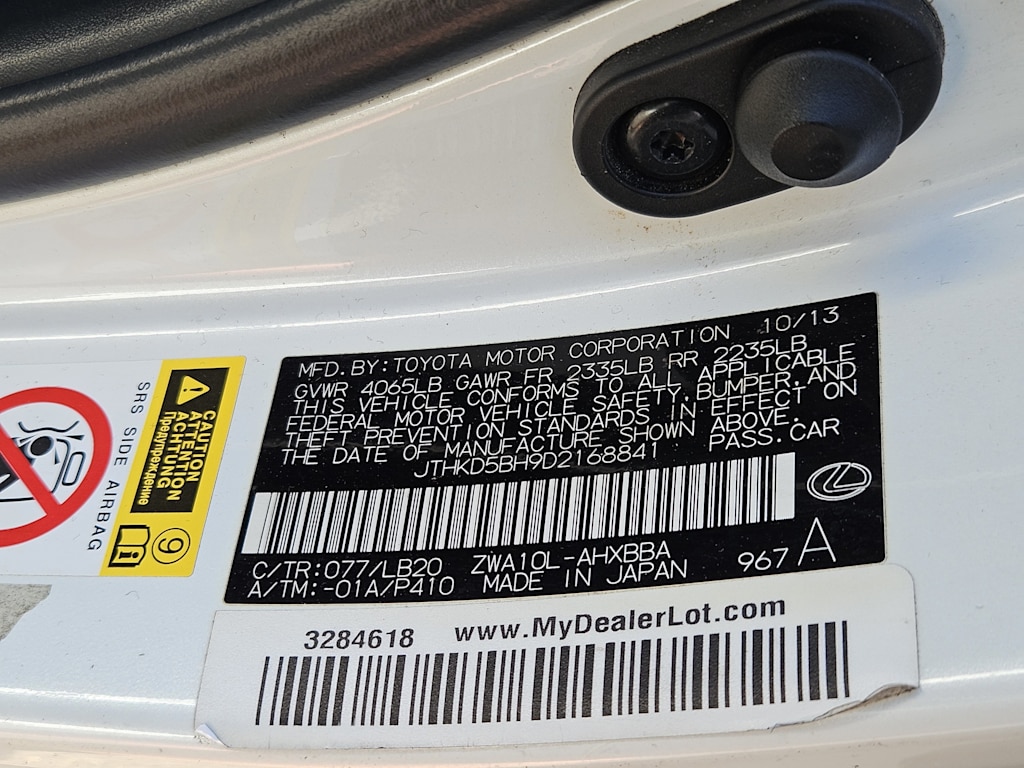 MFD. BY: TOYOTA MOTOR CORPORATION 10/13
GVWR 4065LB GAWR FR 2335LB RR 2235LB
THIS VEHICLE CONFORMS TO ALL APPLICABLE
FEDERAL MOTOR VEHICLE SAFETY, BUMPER, AND
THEFT PREVENTION STANDARDS IN EFFECT ON
THE DATE OF MANUFACTURE SHOWN ABOVE.
JTHKD5BH9D2168841 PASS. CAR
C/TR: 077/LB20 ZWA10L-AHXBBA
A/TM: -01A/P410 MADE IN JAPAN 967 A
3284618 www.MyDealerLot.com
SRS SIDE AIRBAG
CAUTION
ATTENTION
ACHTUNG
Предупреждение
9